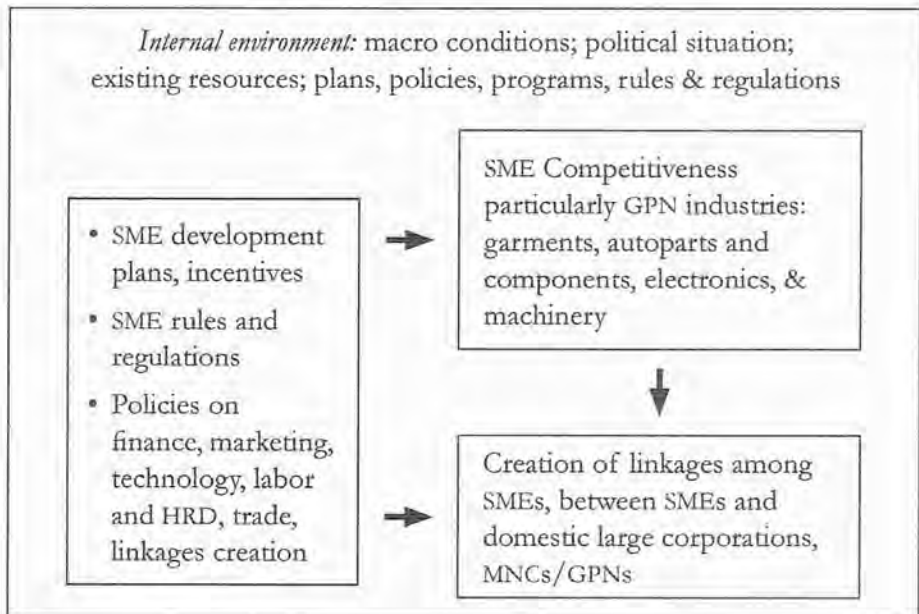 Internal environment: macro conditions; political situation;
existing resources; plans, policies, programs, rules & regulations
• SME development
plans, incentives
• SME rules and
regulations
• Policies on
finance, marketing,
technology, labor
and HRD, trade,
linkages creation
SME Competitiveness
particularly GPN industries:
garments, autoparts and
components, electronics, &
machinery
Creation of linkages among
SMEs, between SMEs and
domestic large corporations,
MNCs/GPNs